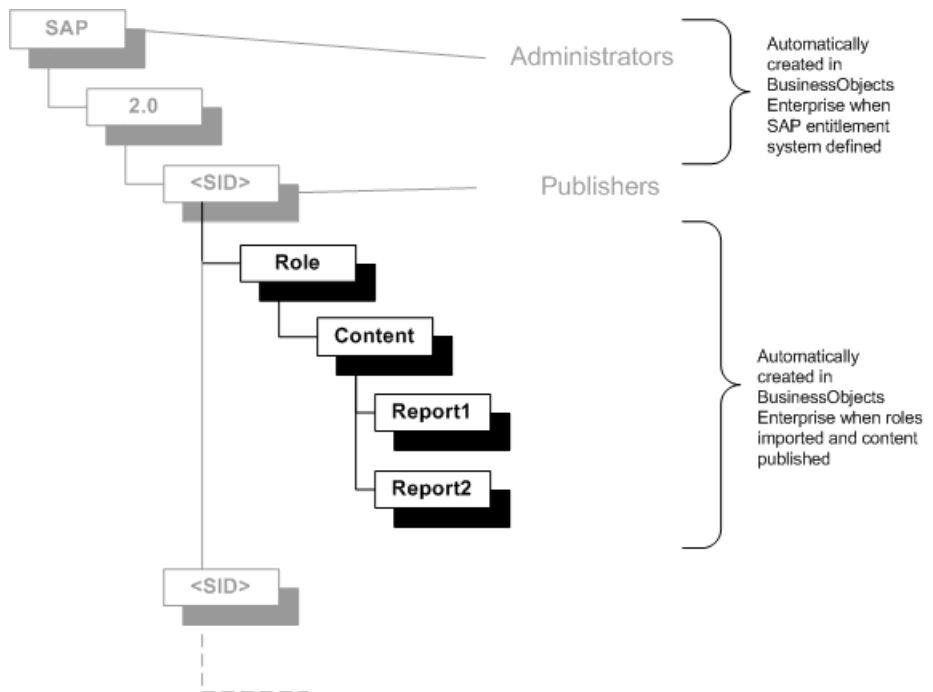 SAP
Administrators
Automatically
created in
BusinessObjects
Enterprise when
SAP entitlement
system defined
2.0
<SID>
Publishers
Role
Content
Report1
Report2
Automatically
created in
BusinessObjects
Enterprise when roles
imported and content
published
<SID>